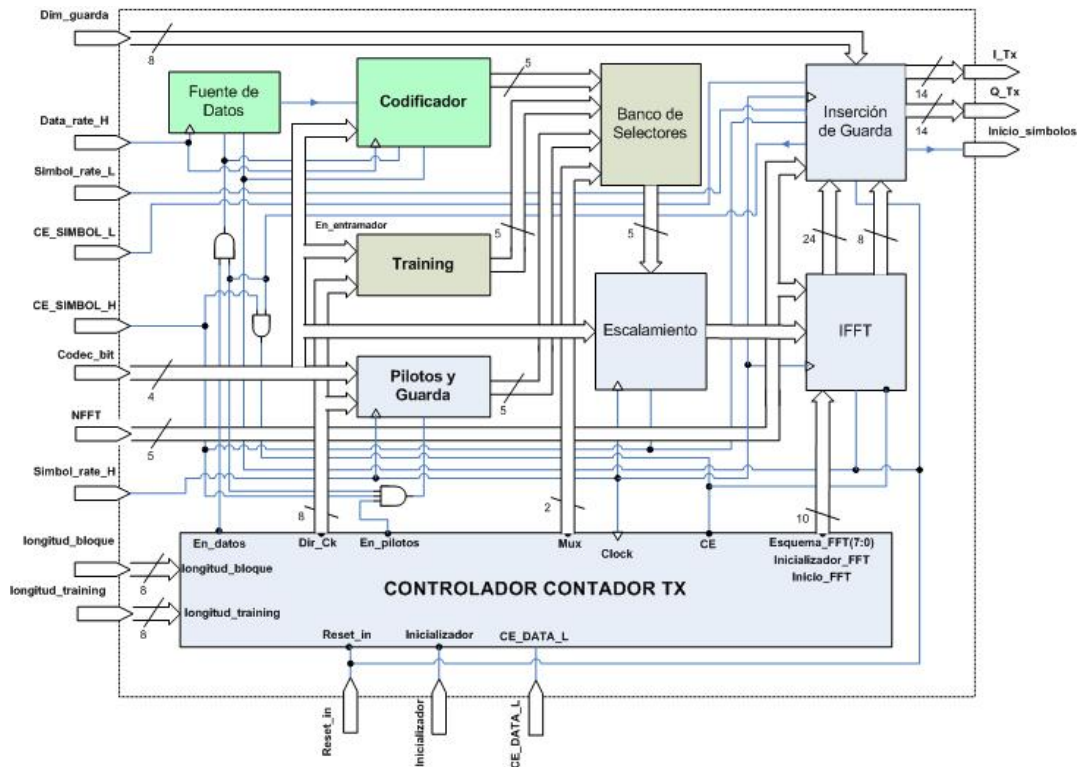 Dim_guarda
8
Data_rate_H
Simbol_rate_L
CE_SIMBOL_L
CE_SIMBOL_H
Codec_bit
4
NFFT
5
Simbol_rate_H
longitud_bloque
8
longitud_training
8
Fuente de
Datos
Codificador
5
Banco de
Selectores
Inserción
de Guarda
14
14
I_Tx
Q_Tx
Inicio_simbolos
En_entramador
Training
5
5
24
8
Escalamiento
IFFT
Pilotos y
Guarda
5
8
2
10
En_datos
Dir_Ck
En_pilotos
Mux
Clock
CE
Esquema_FFT(7:0)
Inicializador_FFT
Inicio_FFT
longitud_bloque
CONTROLADOR CONTADOR TX
longitud_training
Reset_in
Inicializador
CE_DATA_L
Reset_in
Inicializador
CE_DATA_L